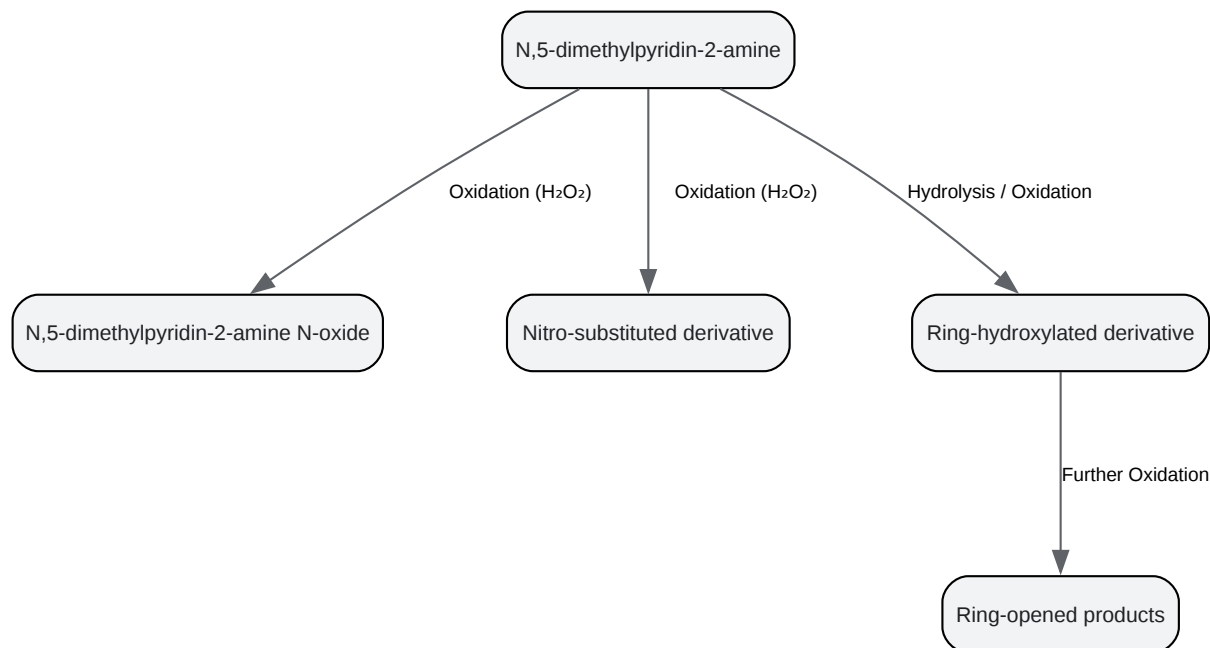 N,5-dimethylpyridin-2-amine
Oxidation (H₂O₂)
Oxidation (H₂O₂)
Hydrolysis / Oxidation
N,5-dimethylpyridin-2-amine N-oxide
Nitro-substituted derivative
Ring-hydroxylated derivative
Further Oxidation
Ring-opened products